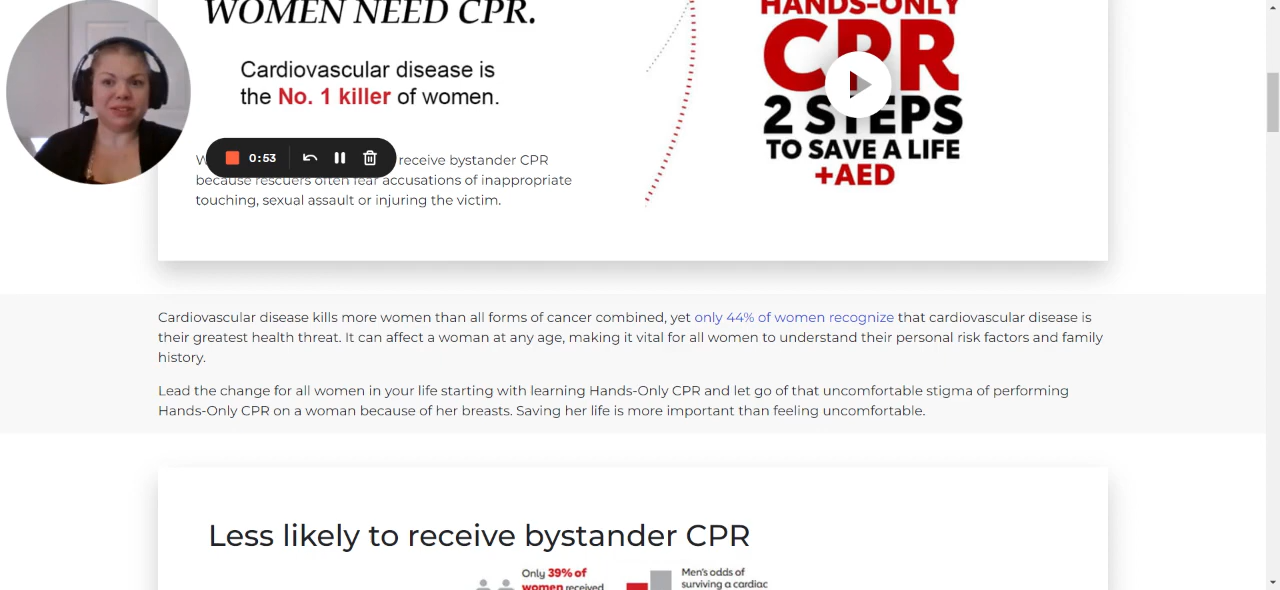 WOMEN NEED CPR.
Cardiovascular disease is
the No. 1 killer of women.
0:53
receive bystander CPR
because rescuers often fear accusations of inappropriate
touching, sexual assault or injuring the victim.
HANDS-ONLY
CPR
2 STEPS
TO SAVE A LIFE
+AED
Cardiovascular disease kills more women than all forms of cancer combined, yet only 44% of women recognize that cardiovascular disease is
their greatest health threat. It can affect a woman at any age, making it vital for all women to understand their personal risk factors and family
history.
Lead the change for all women in your life starting with learning Hands-Only CPR and let go of that uncomfortable stigma of performing
Hands-Only CPR on a woman because of her breasts. Saving her life is more important than feeling uncomfortable.
Less likely to receive bystander CPR
Only 39% of
women received
Men's odds of
surviving a cardiac